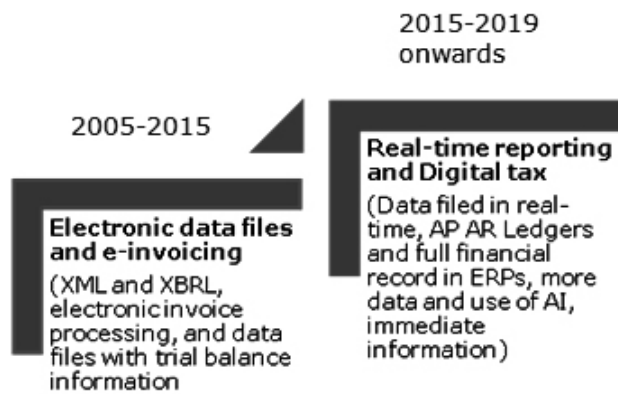 2005-2015
Electronic data files
and e-invoicing
(XML and XBRL,
electronic invoice
processing, and data
files with trial balance
information
2015-2019
onwards
Real-time reporting
and Digital tax
(Data filed in real-
time, AP AR Ledgers
and full financial
record in ERPs, more
data and use of AI,
immediate
information)